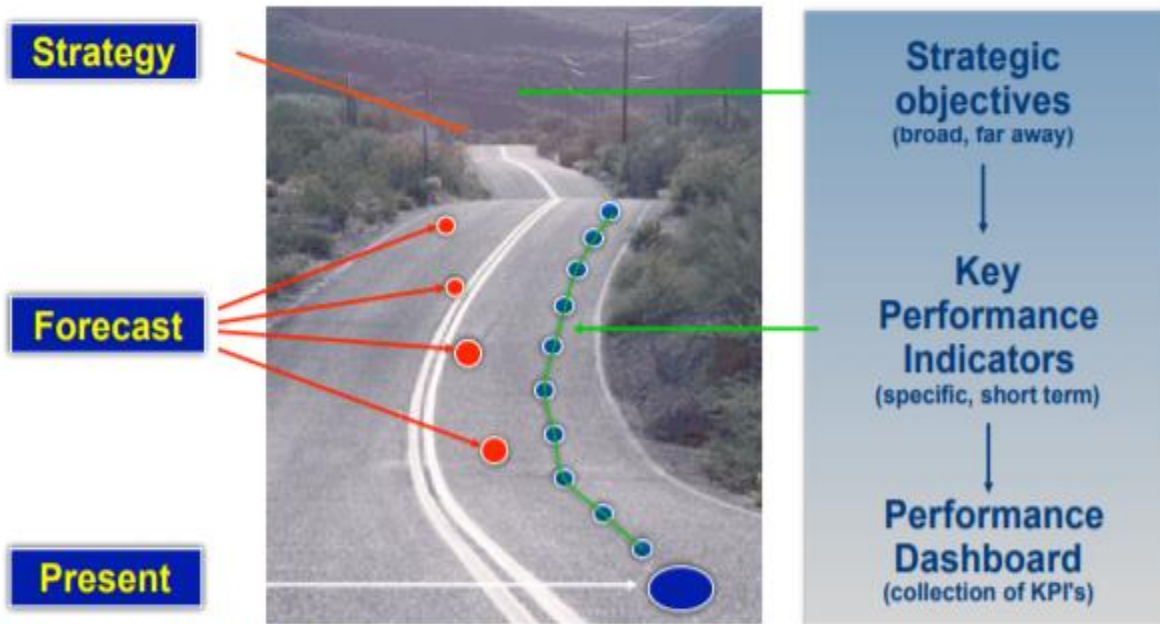 Strategy
Forecast
Present
Strategic
objectives
(broad, far away)
Key
Performance
Indicators
(specific, short term)
Performance
Dashboard
(collection of KPI's)